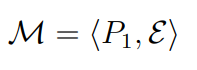 ℳ = ⟨P₁, ℰ⟩